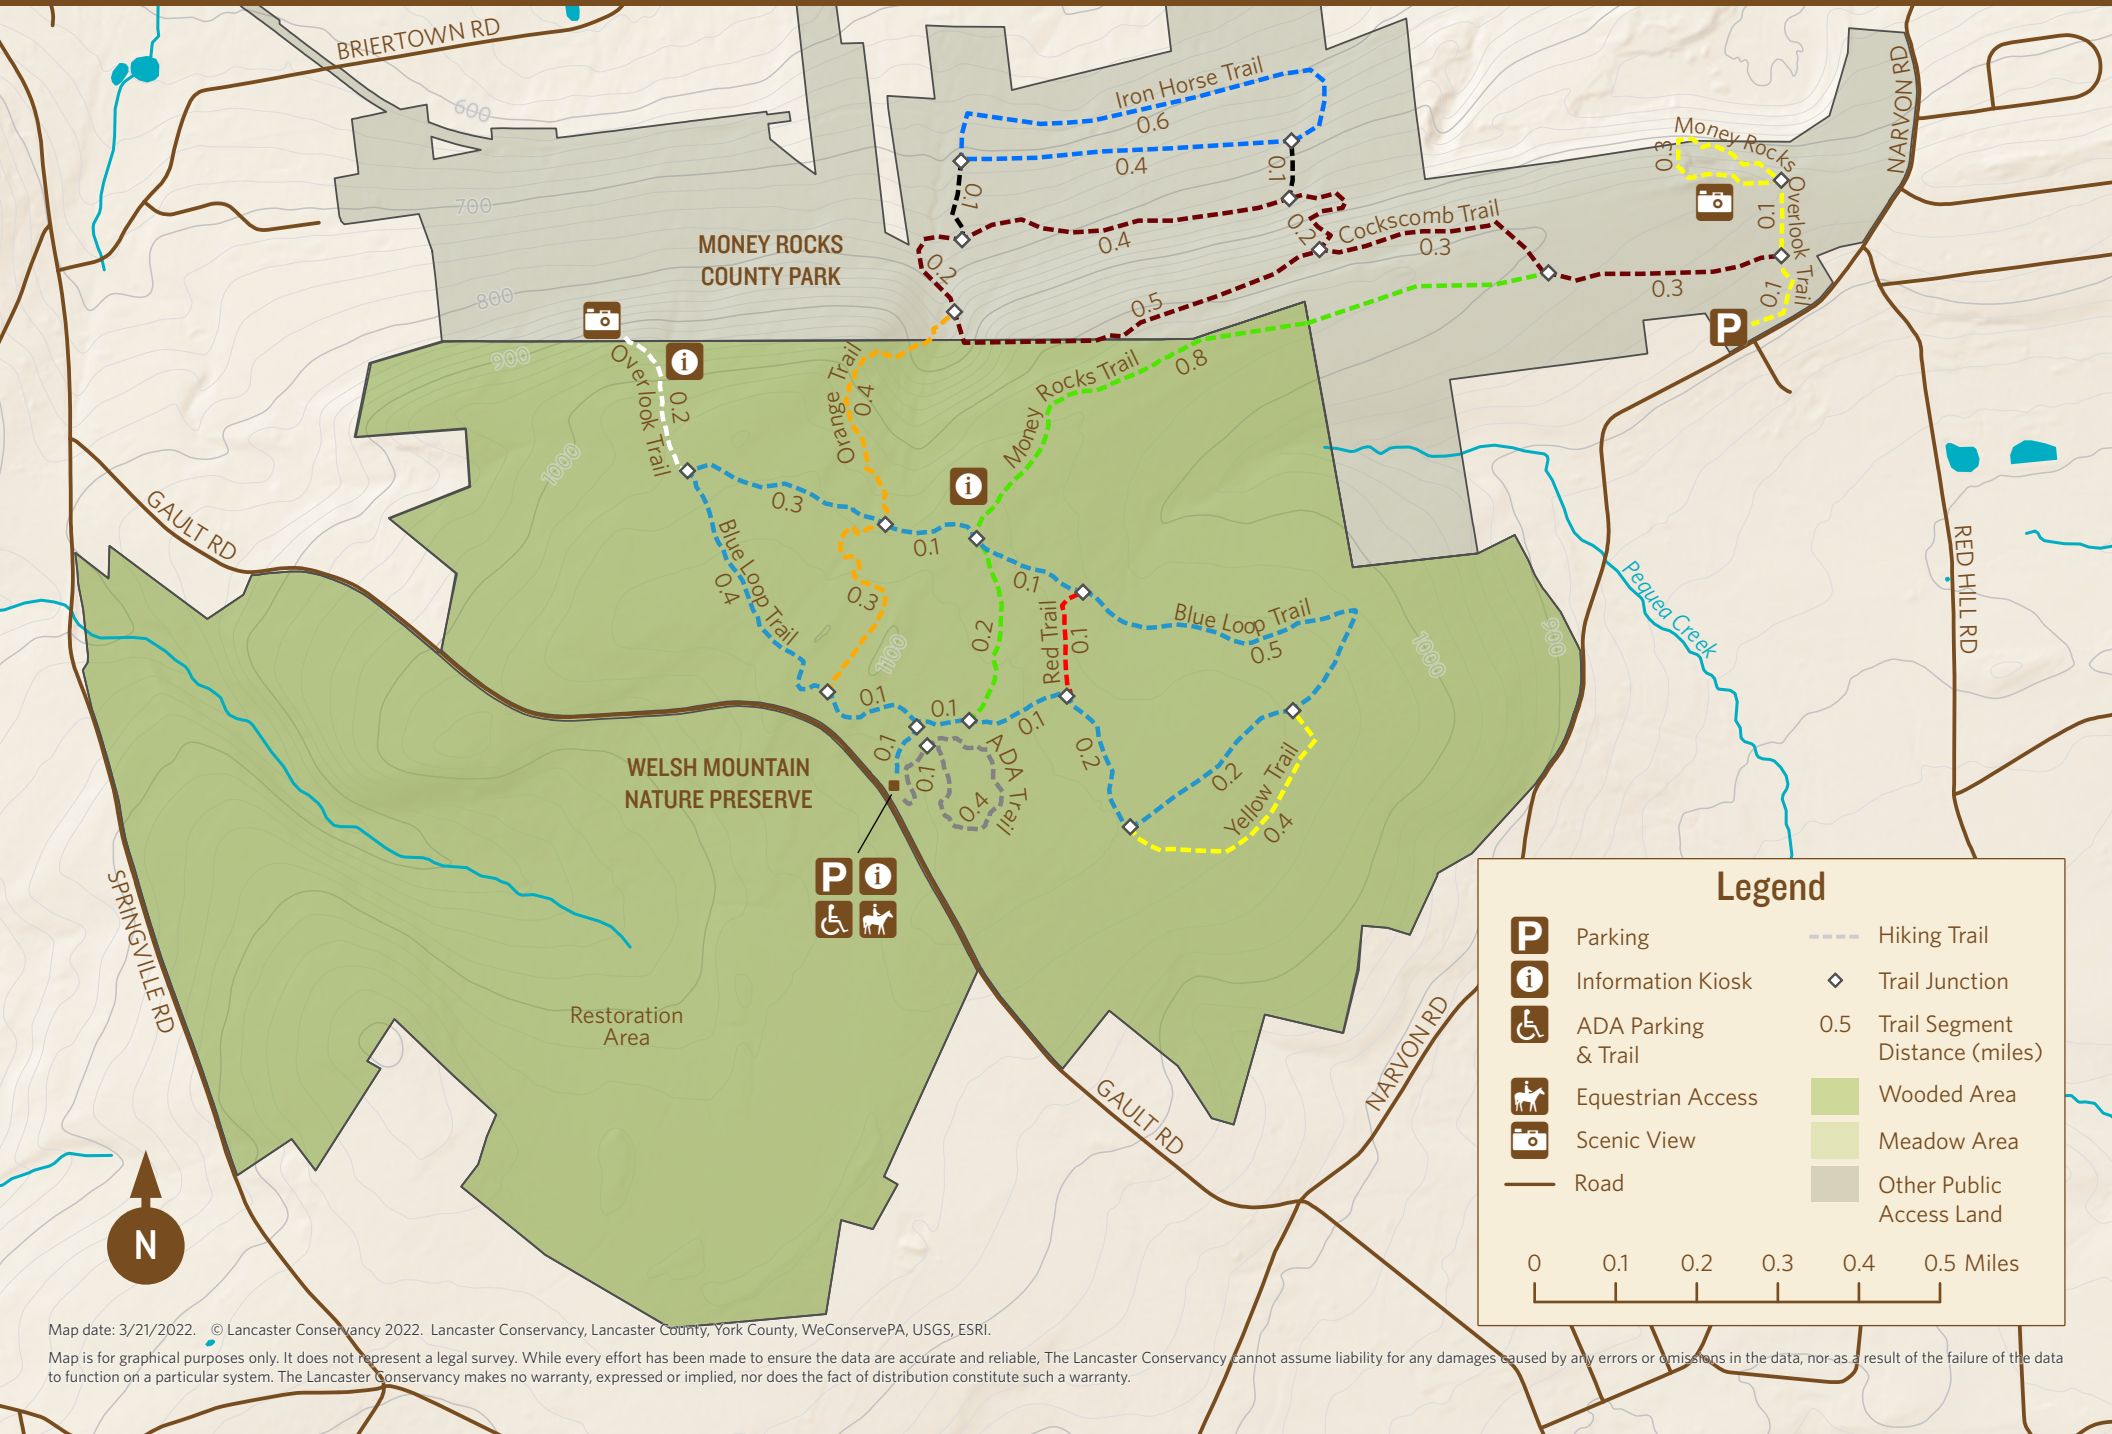 BRIERTOWN RD
600
700
800
900
1000
MONEY ROCKS
COUNTY PARK
Iron Horse Trail
0.6
0.4
0.1
0.1
0.4
0.2
0.2
Cockscomb Trail
0.3
0.5
0.3
Money Rocks Overlook Trail
0.3
0.1
0.1
P
NARVON RD
Overlook Trail
0.2
i
Orange Trail
0.4
Money Rocks Trail
0.8
i
GAULT RD
0.3
0.1
Blue Loop Trail
0.4
0.3
0.1
0.2
Red Trail
0.1
Blue Loop Trail
0.5
1100
1000
900
Pequea Creek
RED HILL RD
0.1
0.1
0.1
0.1
ADA Trail
0.1
0.4
0.2
0.2
Yellow Trail
0.4
WELSH MOUNTAIN
NATURE PRESERVE
P i
SPRINGVILLE RD
Restoration
Area
GAULT RD
NARVON RD
N
Legend
P Parking
i Information Kiosk
ADA Parking
& Trail
Equestrian Access
Scenic View
Road
Hiking Trail
Trail Junction
0.5 Trail Segment
Distance (miles)
Wooded Area
Meadow Area
Other Public
Access Land
0 0.1 0.2 0.3 0.4 0.5 Miles
Map date: 3/21/2022. © Lancaster Conservancy 2022. Lancaster Conservancy, Lancaster County, York County, WeConservePA, USGS, ESRI.
Map is for graphical purposes only. It does not represent a legal survey. While every effort has been made to ensure the data are accurate and reliable, The Lancaster Conservancy cannot assume liability for any damages caused by any errors or omissions in the data, nor as a result of the failure of the data
to function on a particular system. The Lancaster Conservancy makes no warranty, expressed or implied, nor does the fact of distribution constitute such a warranty.